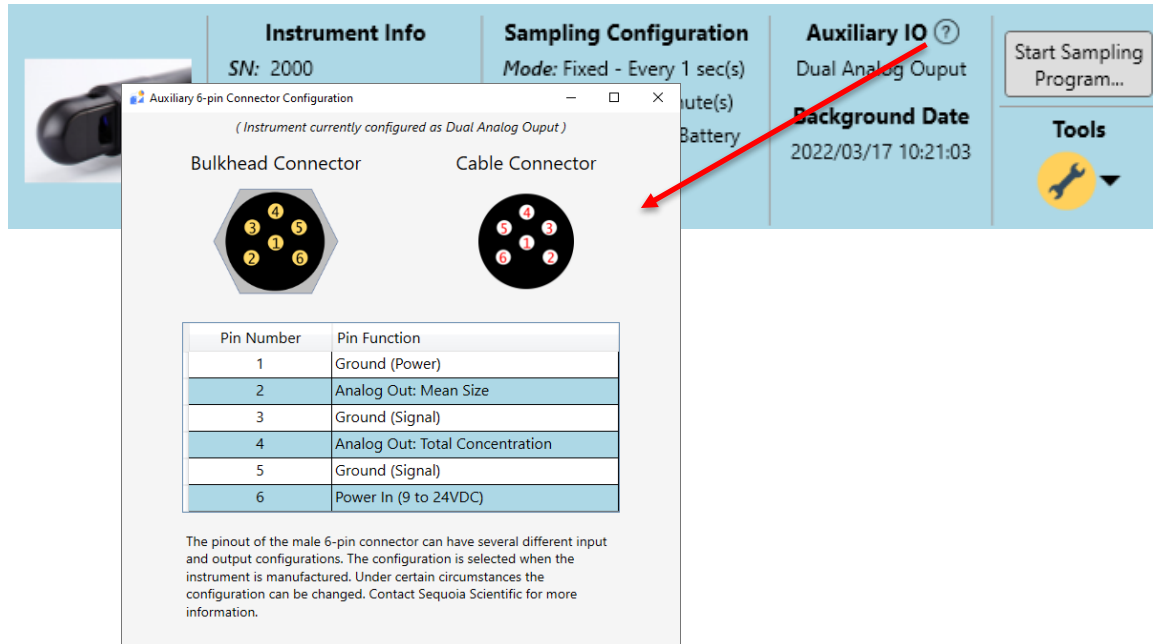 Instrument Info
SN: 2000
Sampling Configuration
Mode: Fixed - Every 1 sec(s)
nute(s)
Battery
Auxiliary IO ?
Dual Analog Ouput
Background Date
2022/03/17 10:21:03
Start Sampling
Program...
Tools
Auxiliary 6-pin Connector Configuration
( Instrument currently configured as Dual Analog Ouput )
Bulkhead Connector
4
3 5
1
2 6
Cable Connector
4
5 3
1
6 2
Pin Number Pin Function
1 Ground (Power)
2 Analog Out: Mean Size
3 Ground (Signal)
4 Analog Out: Total Concentration
5 Ground (Signal)
6 Power In (9 to 24VDC)
The pinout of the male 6-pin connector can have several different input
and output configurations. The configuration is selected when the
instrument is manufactured. Under certain circumstances the
configuration can be changed. Contact Sequoia Scientific for more
information.